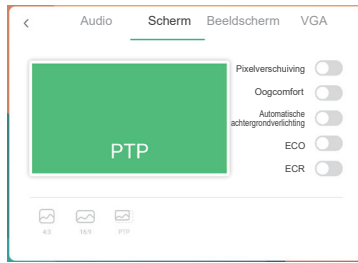 Audio Scherm Beeldscherm VGA
Pixelverschuiving
Oogcomfort
Automatische
achtergrondverlichting
ECO
ECR
PTP
4:3 16:9 PTP